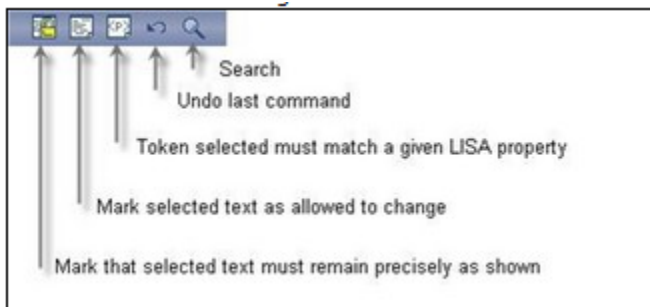 Search
Undo last command
Token selected must match a given LISA property
Mark selected text as allowed to change
Mark that selected text must remain precisely as shown